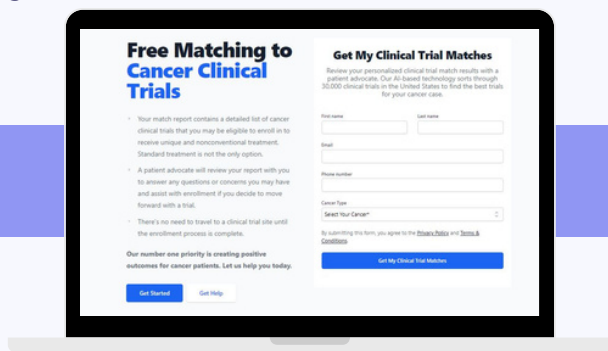 Free Matching to
Cancer Clinical
Trials
Your match report contains a detailed list of cancer
clinical trials that you may be eligible to enroll in to
receive unique and nonconventional treatment.
Standard treatment is not the only option.
A patient advocate will review your report with you
to answer any questions or concerns you may have
and assist with enrollment if you decide to move
forward with a trial.
There's no need to travel to a clinical trial site until
the enrollment process is complete.
Our number one priority is creating positive
outcomes for cancer patients. Let us help you today.
Get Started
Get Help
Get My Clinical Trial Matches
Review your personalized clinical trial match results with a
patient advocate. Our AI-based technology sorts through
30,000 clinical trials in the United States to find the best trials
for your cancer case.
First name
Last name
Email
Phone number
Cancer Type
Select Your Cancer*
By submitting this form, you agree to the Privacy Policy and Terms &
Conditions.
Get My Clinical Trial Matches